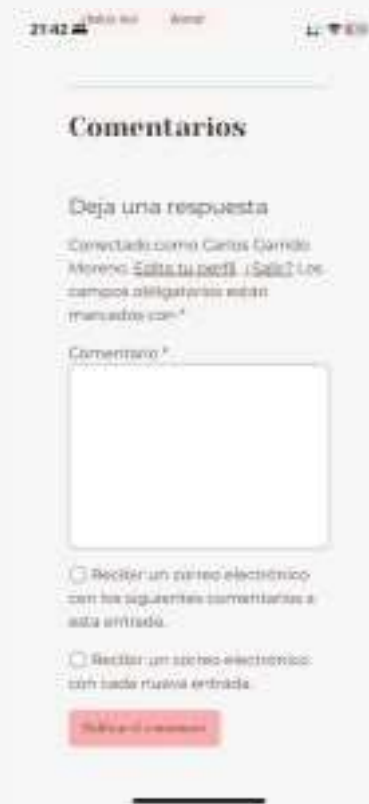 21:42
Comentarios
Deja una respuesta
Conectado como Carlos Garrido
Moreno. Edita tu perfil. ¿Salir? Los
campos obligatorios están
marcados con *
Comentario *
Recibir un correo electrónico
con los siguientes comentarios a
esta entrada.
Recibir un correo electrónico
con cada nueva entrada.
Publicar el comentario